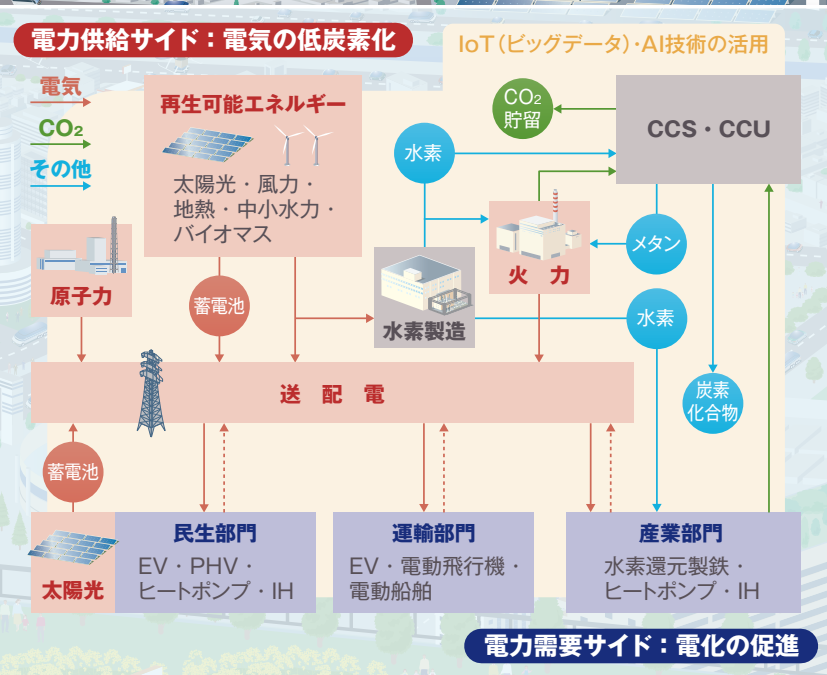 電力供給サイド：電気の低炭素化
IoT（ビッグデータ）・AI技術の活用
電気
CO2
その他
再生可能エネルギー
太陽光・風力・
地熱・中小水力・
バイオマス
CO2
貯留
CCS・CCU
水素
原子力
蓄電池
水素製造
火 力
メタン
水素
炭素
化合物
送 配 電
蓄電池
太陽光
民生部門
EV・PHV・
ヒートポンプ・IH
運輸部門
EV・電動飛行機・
電動船舶
産業部門
水素還元製鉄・
ヒートポンプ・IH
電力需要サイド：電化の促進